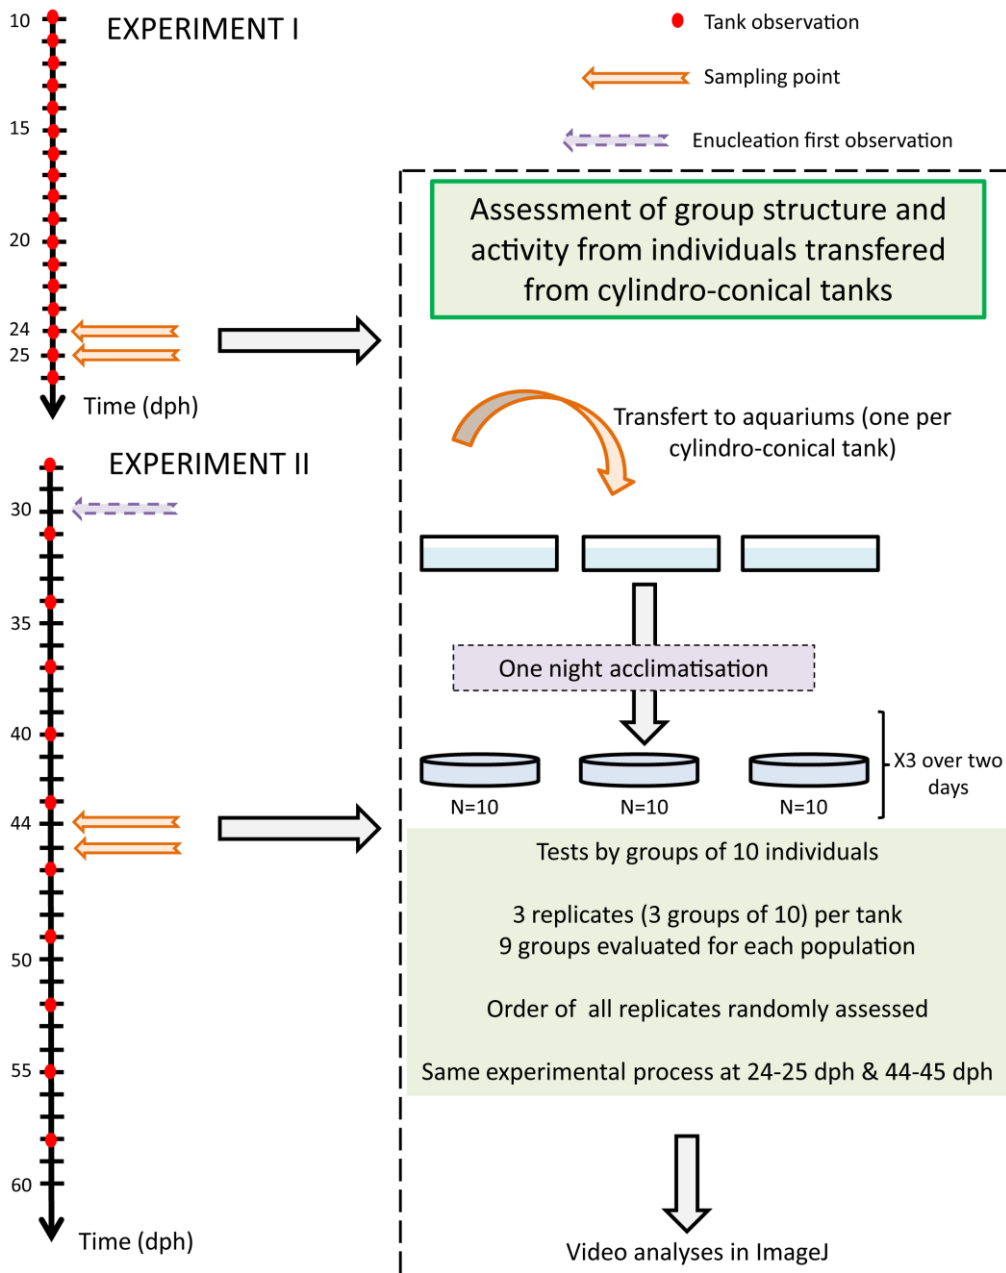 EXPERIMENT I
10
15
20
24
25
Time (dph)
Tank observation
Sampling point
Enucleation first observation
EXPERIMENT II
30
35
40
44
50
55
60
Time (dph)
Assessment of group structure and
activity from individuals transfered
from cylindro-conical tanks
Transfert to aquariums (one per
cylindro-conical tank)
One night acclimatisation
N=10
N=10
N=10
X3 over two
days
Tests by groups of 10 individuals
3 replicates (3 groups of 10) per tank
9 groups evaluated for each population
Order of all replicates randomly assessed
Same experimental process at 24-25 dph & 44-45 dph
Video analyses in ImageJ